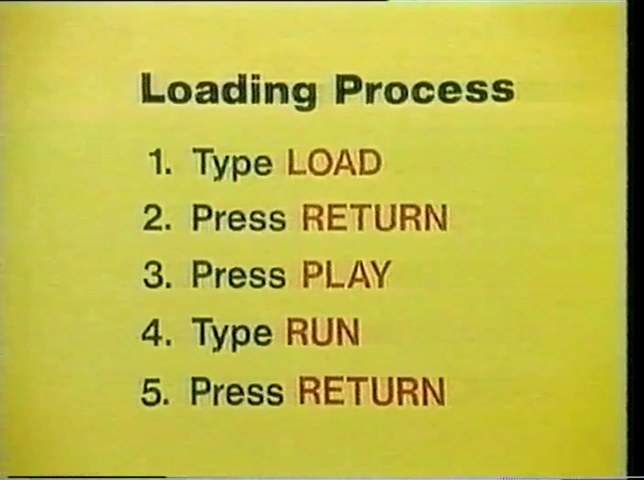 Loading Process
1. Type LOAD
2. Press RETURN
3. Press PLAY
4. Type RUN
5. Press RETURN